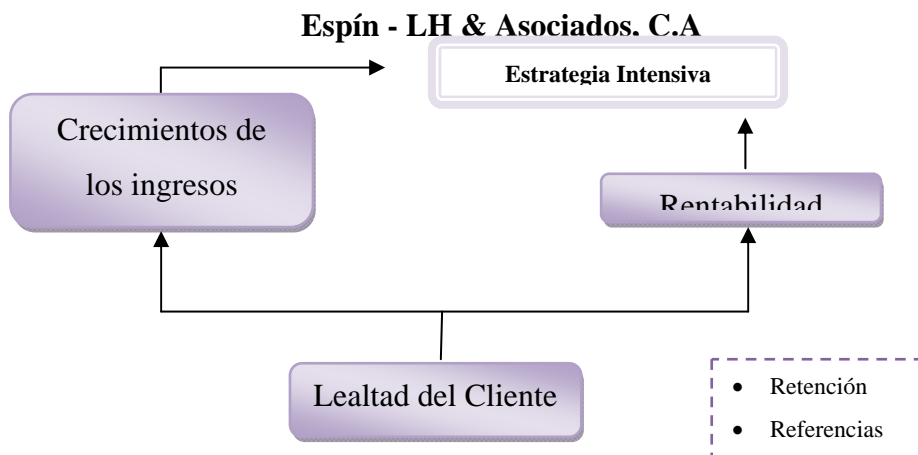 Espín - LH & Asociados, C.A
Estrategia Intensiva
Crecimientos de
los ingresos
Rentabilidad
Lealtad del Cliente
• Retención
• Referencias